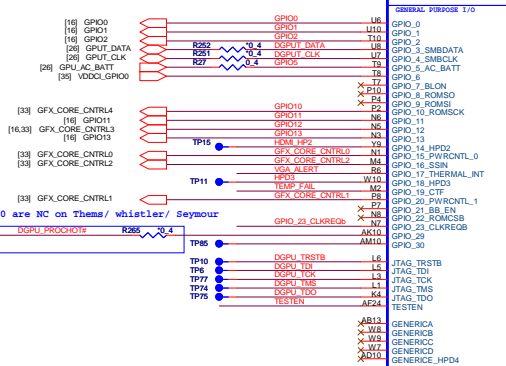 GENERAL PURPOSE I/O
[16] GPIO0 GPIO0 U6 GPIO_0
[16] GPIO1 GPIO1 U10 GPIO_1
[16] GPIO2 GPIO2 T10 GPIO_2
[26] GPUT_DATA R252 *0_4 DGPUT_DATA U8 GPIO_3_SMBDATA
[26] GPUT_CLK R251 *0_4 DGPUT_CLK U7 GPIO_4_SMBCLK
[26] GPU_AC_BATT R27 *0_4 GPIO5 T9 GPIO_5_AC_BATT
[35] VDDCI_GPIO0 T8 GPIO_6
T7 GPIO_7_BLON
P10 GPIO_8_ROMSO
P4 GPIO_9_ROMSI
P2 GPIO_10_ROMSCK
[33] GFX_CORE_CNTRL4 GPIO10
[16] GPIO11 GPIO11 N6 GPIO_11
[16,33] GFX_CORE_CNTRL3 GPIO12 N5 GPIO_12
[16] GPIO13 GPIO13 N3 GPIO_13
TP15 HDMI_HP2 Y9 GPIO_14_HPD2
[33] GFX_CORE_CNTRL0 GFX_CORE_CNTRL0 N1 GPIO_15_PWRCNTL_0
[33] GFX_CORE_CNTRL2 GFX_CORE_CNTRL2 M4 GPIO_16_SSIN
VGA_ALERT R6 GPIO_17_THERMAL_INT
TP11 HPD3 W10 GPIO_18_HPD3
TEMP_FAIL M2 GPIO_19_CTF
[33] GFX_CORE_CNTRL1 GFX_CORE_CNTRL1 P8 GPIO_20_PWRCNTL_1
P7 GPIO_21_BB_EN
0 are NC on Thems/ whistler/ Seymour N8 GPIO_22_ROMCSB
GPIO_23_CLKREQb N7 GPIO_23_CLKREQB
DGPU_PROCHOT# R265 *0_4 AK10 GPIO_29
TP85 AM10 GPIO_30
TP10 DGPU_TRSTB L6 JTAG_TRSTB
TP6 DGPU_TDI L5 JTAG_TDI
TP77 DGPU_TCK L3 JTAG_TCK
TP74 DGPU_TMS L1 JTAG_TMS
TP75 DGPU_TDO K4 JTAG_TDO
TESTEN AF24 TESTEN
AB13 GENERICA
W8 GENERICB
W9 GENERICC
W7 GENERICD
AD10 GENERICE_HPD4